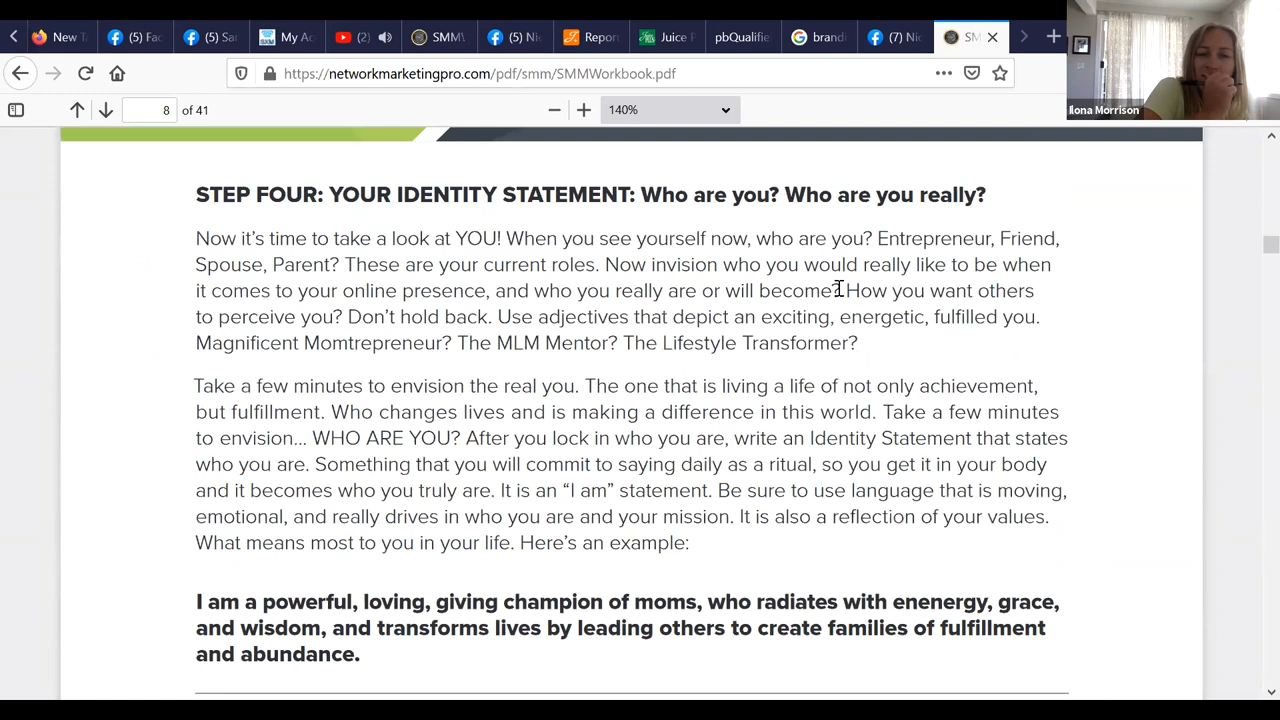 New T
(5) Fac
(5) Sai
My Ac
(2)
SMMV
(5) Nic
Report
Juice P
pbQualifie
brandi
(7) Nic
SM
https://networkmarketingpro.com/pdf/smm/SMMWorkbook.pdf
8 of 41
140%
Ilona Morrison
STEP FOUR: YOUR IDENTITY STATEMENT: Who are you? Who are you really?
Now it’s time to take a look at YOU! When you see yourself now, who are you? Entrepreneur, Friend,
Spouse, Parent? These are your current roles. Now invision who you would really like to be when
it comes to your online presence, and who you really are or will become? How you want others
to perceive you? Don’t hold back. Use adjectives that depict an exciting, energetic, fulfilled you.
Magnificent Momtrepreneur? The MLM Mentor? The Lifestyle Transformer?
Take a few minutes to envision the real you. The one that is living a life of not only achievement,
but fulfillment. Who changes lives and is making a difference in this world. Take a few minutes
to envision... WHO ARE YOU? After you lock in who you are, write an Identity Statement that states
who you are. Something that you will commit to saying daily as a ritual, so you get it in your body
and it becomes who you truly are. It is an “I am” statement. Be sure to use language that is moving,
emotional, and really drives in who you are and your mission. It is also a reflection of your values.
What means most to you in your life. Here’s an example:
I am a powerful, loving, giving champion of moms, who radiates with enenergy, grace,
and wisdom, and transforms lives by leading others to create families of fulfillment
and abundance.